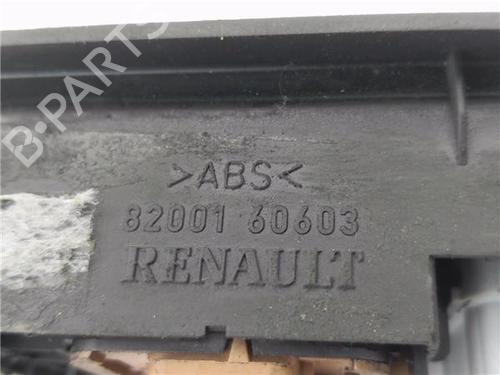 B-PARTS
>ABS<
82001 60603
RENAULT